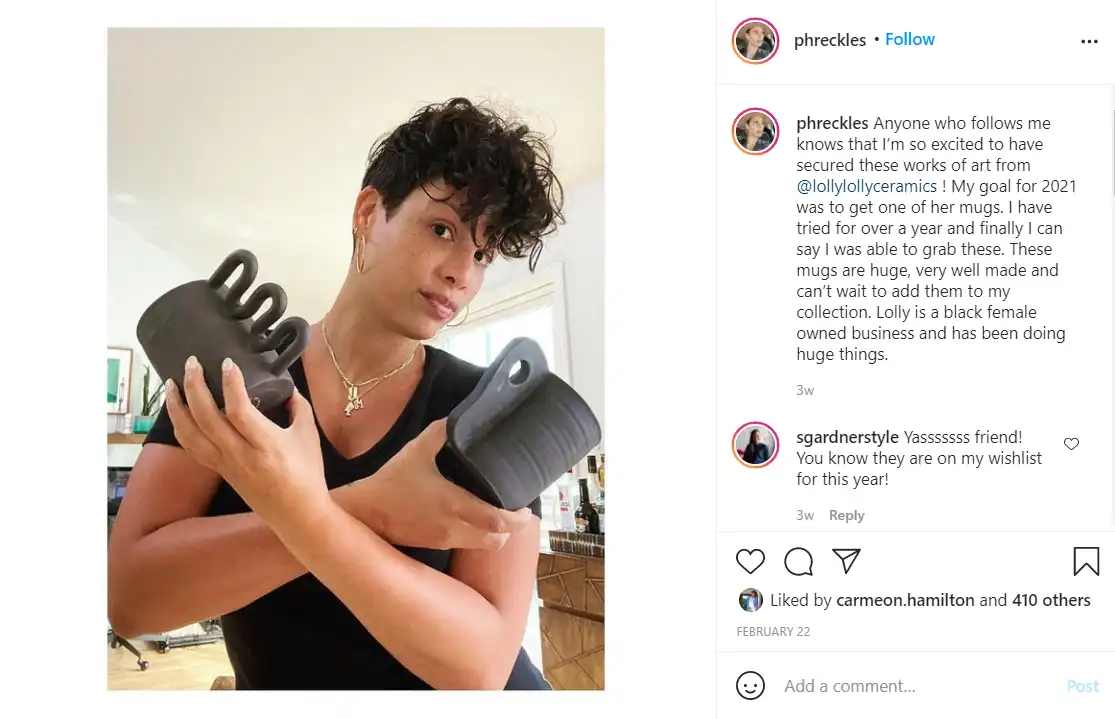 phreckles • Follow
phreckles Anyone who follows me
knows that I'm so excited to have
secured these works of art from
@lollylollyceramics ! My goal for 2021
was to get one of her mugs. I have
tried for over a year and finally I can
say I was able to grab these. These
mugs are huge, very well made and
can't wait to add them to my
collection. Lolly is a black female
owned business and has been doing
huge things.
3w
sgardnerstyle Yasssssss friend!
You know they are on my wishlist
for this year!
3w Reply
Liked by carmeon.hamilton and 410 others
FEBRUARY 22
Add a comment... Post